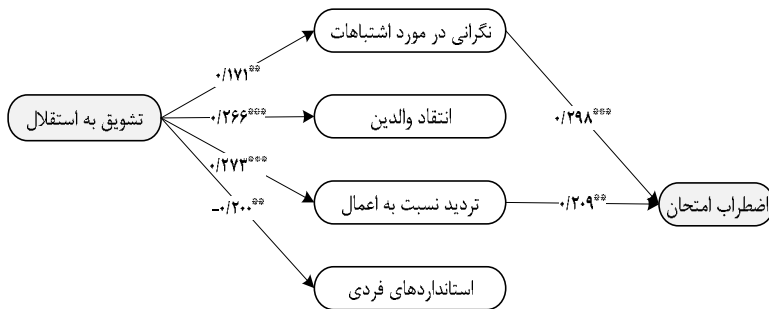 نگرانی در مورد اشتباهات
۰/۱۷۱**
تشویق به استقلال
۰/۲۶۶***
انتقاد والدین
۰/۲۹۸***
۰/۲۷۳***
تردید نسبت به اعمال
۰/۲۰۹**
اضطراب امتحان
-۰/۲۰۰**
استانداردهای فردی